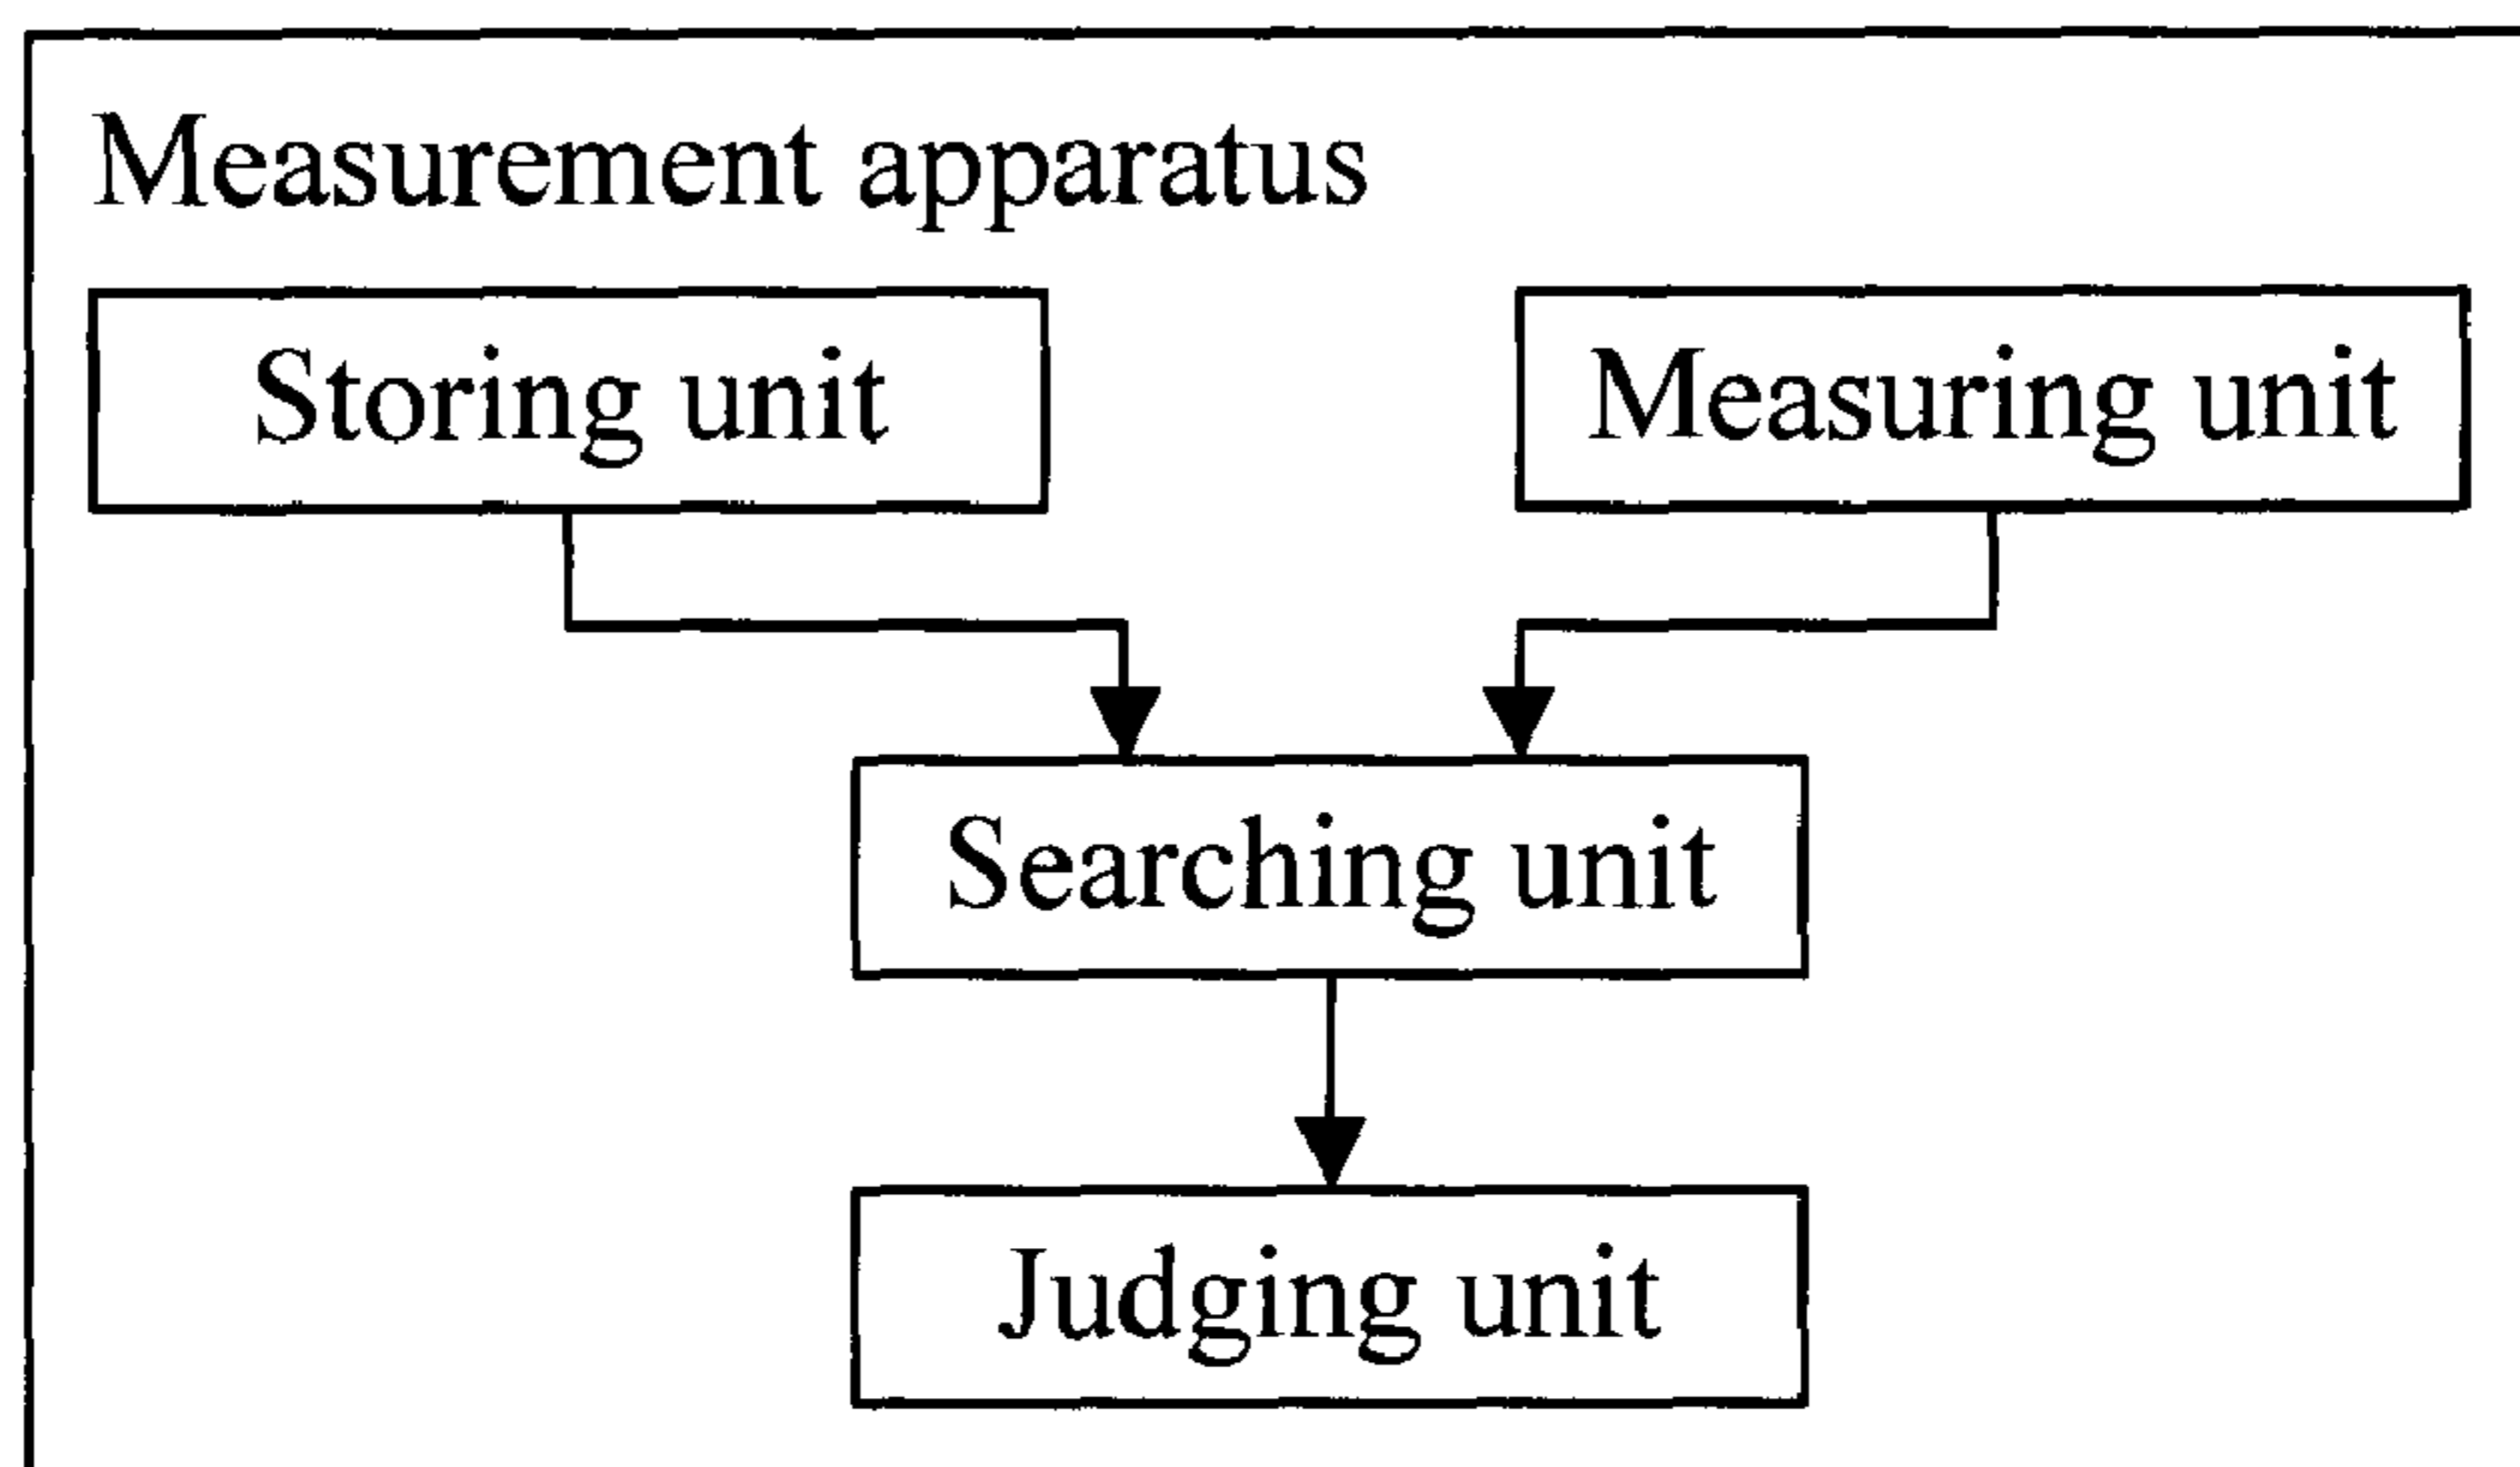 Measurement apparatus
Storing unit
Measuring unit
Searching unit
Judging unit